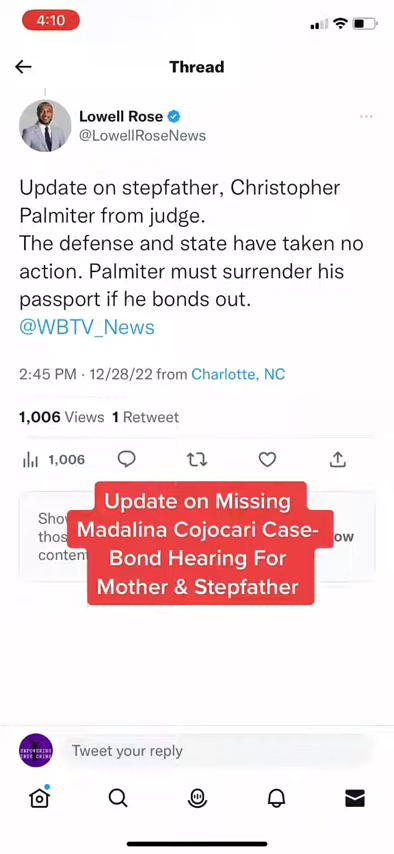 4:10
Thread
Lowell Rose
@LowellRoseNews
Update on stepfather, Christopher
Palmiter from judge.
The defense and state have taken no
action. Palmiter must surrender his
passport if he bonds out.
@WBTV_News
2:45 PM · 12/28/22 from Charlotte, NC
1,006 Views 1 Retweet
1,006
Update on Missing
Madalina Cojocari Case-
Bond Hearing For
Mother & Stepfather
EMPOWERING
TRUE CRIME
Tweet your reply